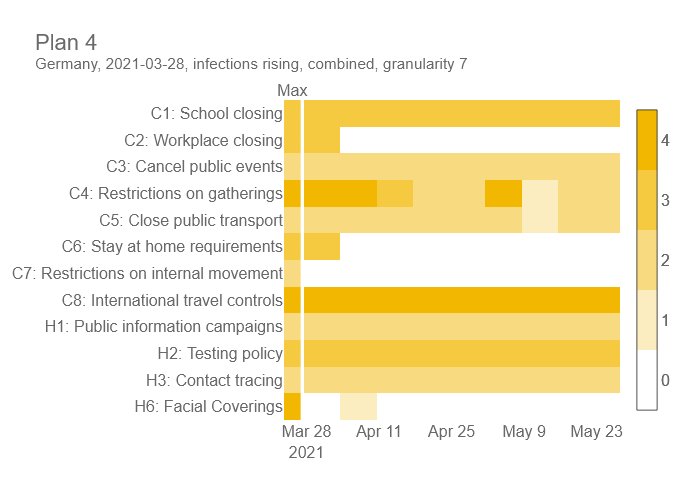 Plan 4
Germany, 2021-03-28, infections rising, combined, granularity 7
Max
C1: School closing
C2: Workplace closing
C3: Cancel public events
C4: Restrictions on gatherings
C5: Close public transport
C6: Stay at home requirements
C7: Restrictions on internal movement
C8: International travel controls
H1: Public information campaigns
H2: Testing policy
H3: Contact tracing
H6: Facial Coverings
4
3
2
1
0
Mar 28 Apr 11 Apr 25 May 9 May 23
2021